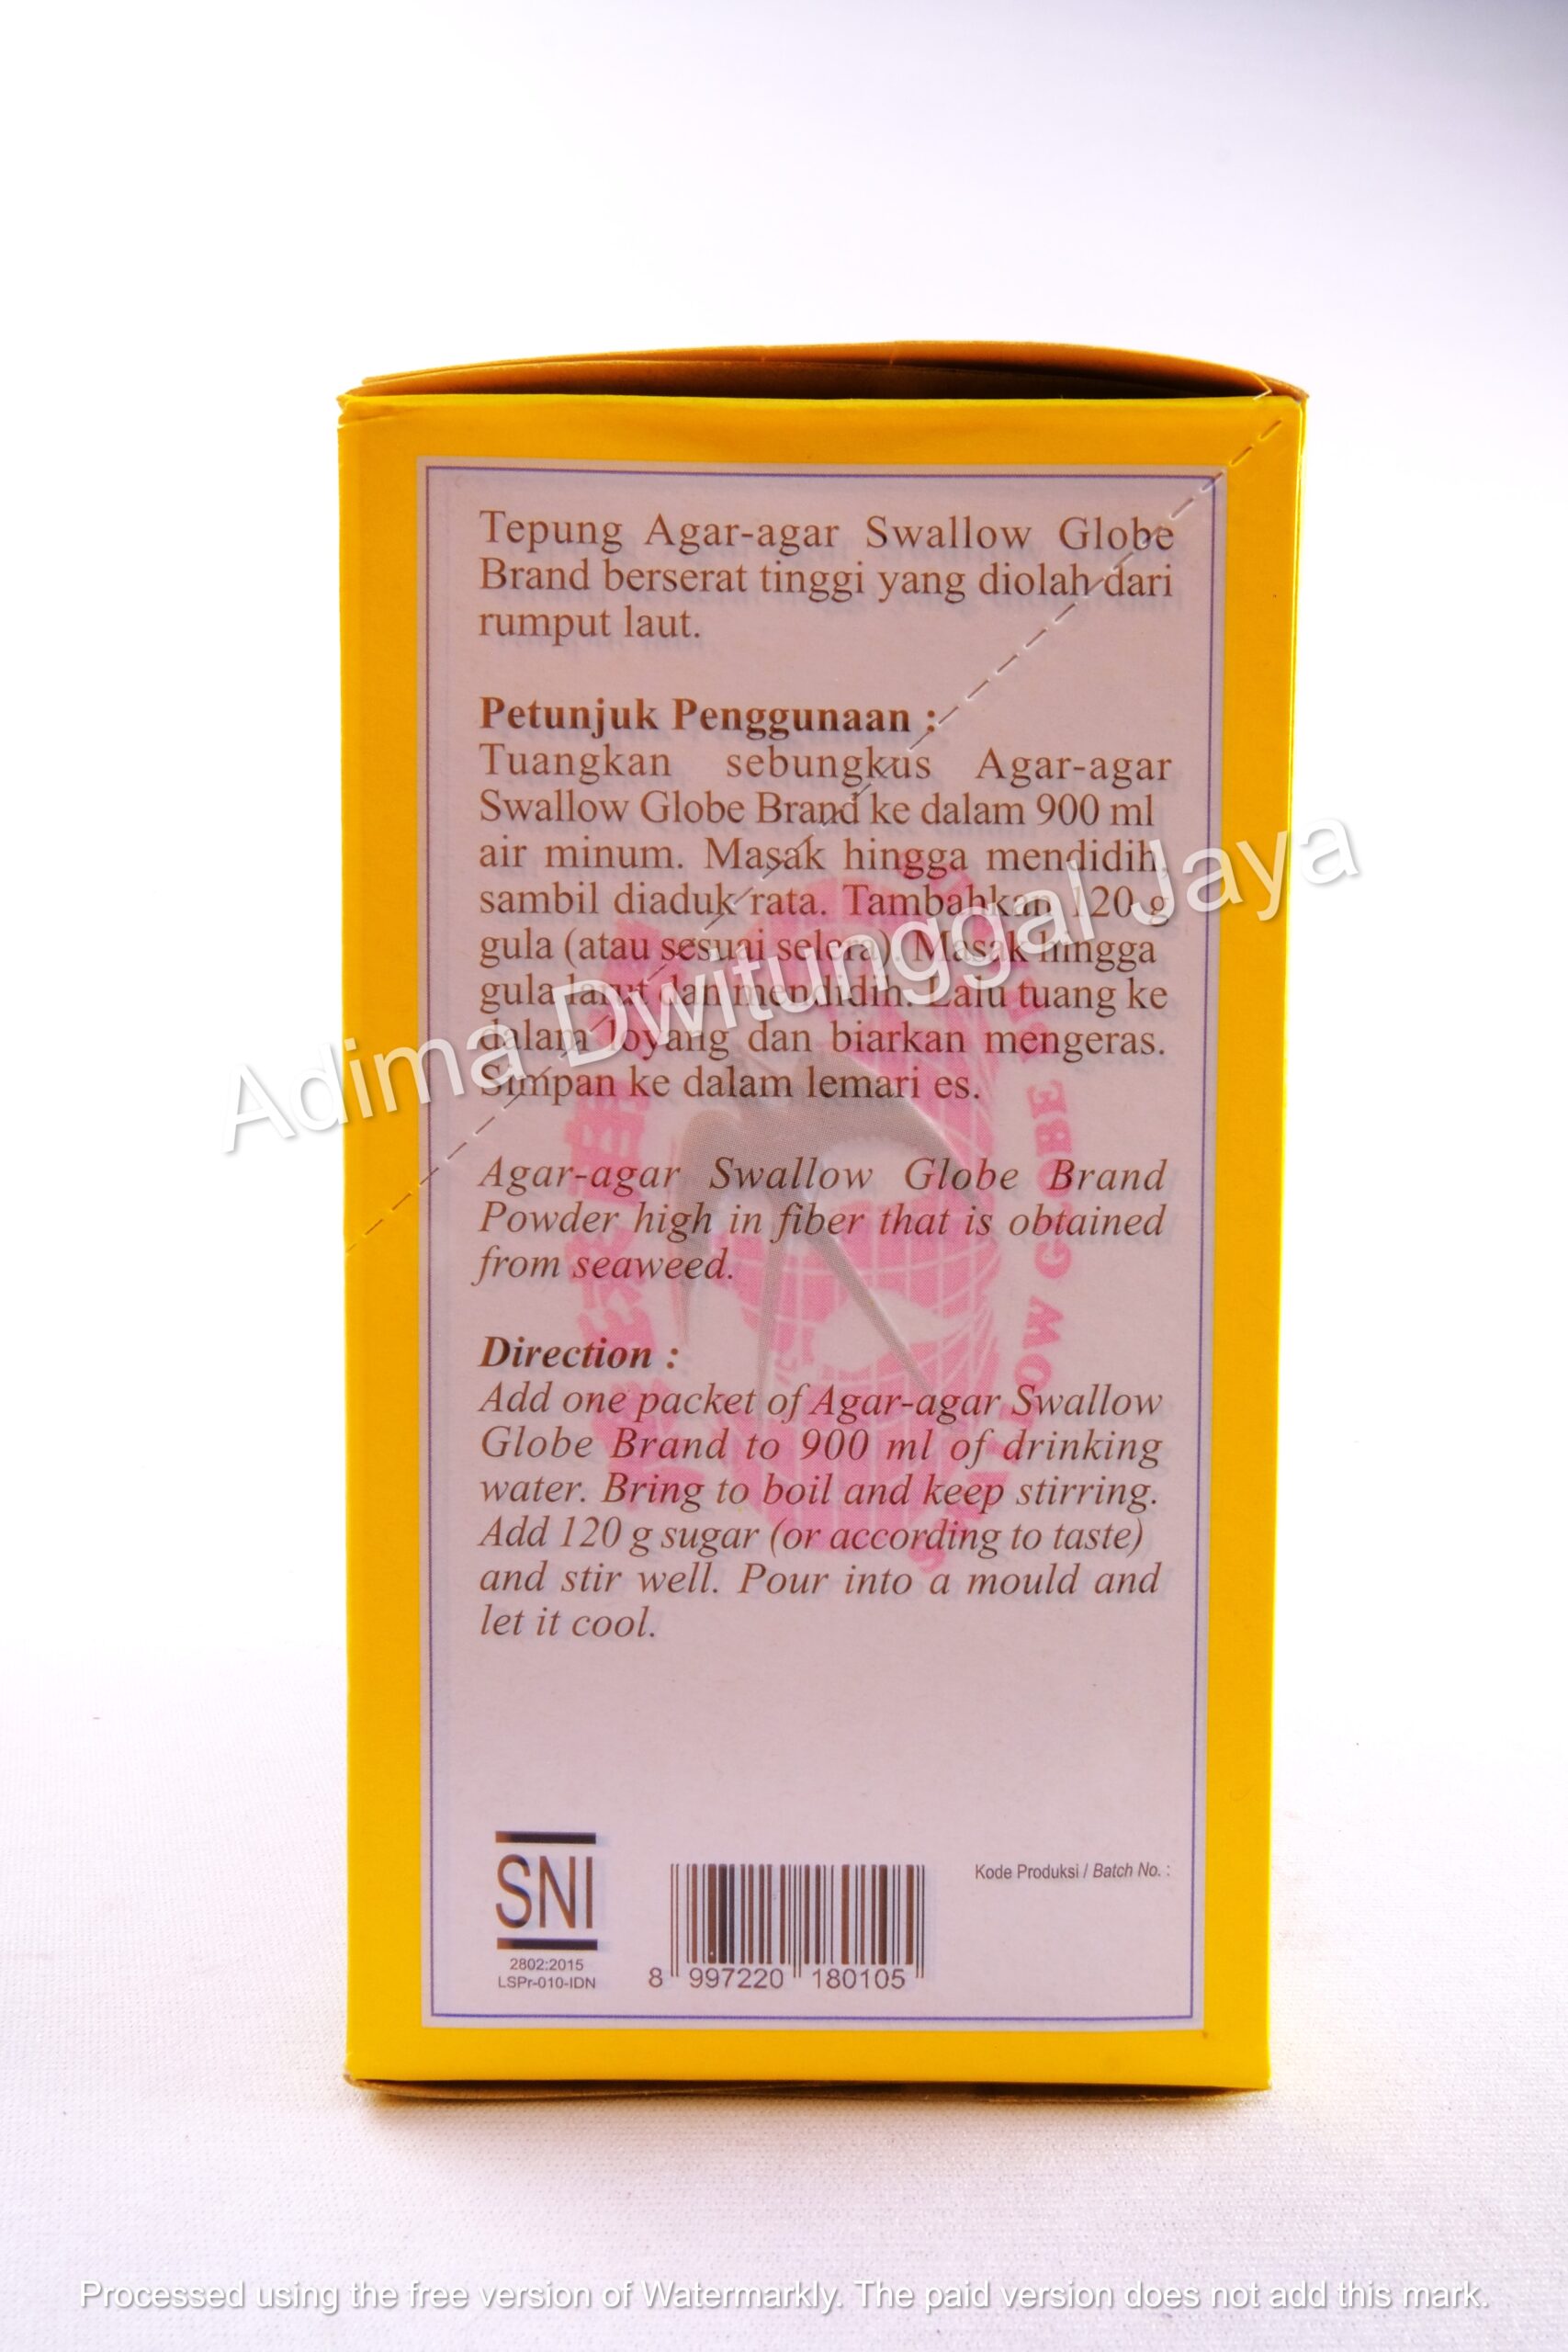 Tepung Agar-agar Swallow Globe
Brand berserat tinggi yang diolah dari
rumput laut.
Petunjuk Penggunaan :
Tuangkan sebungkus Agar-agar
Swallow Globe Brand ke dalam 900 ml
air minum. Masak hingga mendidih,
sambil diaduk rata. Tambahkan 120 g
gula (atau sesuai selera). Masak hingga
gula larut dan mendidih. Lalu tuang ke
dalam loyang dan biarkan mengeras.
Simpan ke dalam lemari es.
Adima Dwitunggal Jaya
Agar-agar Swallow Globe Brand
Powder high in fiber that is obtained
from seaweed.
Direction :
Add one packet of Agar-agar Swallow
Globe Brand to 900 ml of drinking
water. Bring to boil and keep stirring.
Add 120 g sugar (or according to taste)
and stir well. Pour into a mould and
let it cool.
SWALLOW GLOBE
SNI
2802:2015
LSPr-010-IDN
8 997220 180105
Kode Produksi / Batch No. :
Processed using the free version of Watermarkly. The paid version does not add this mark.